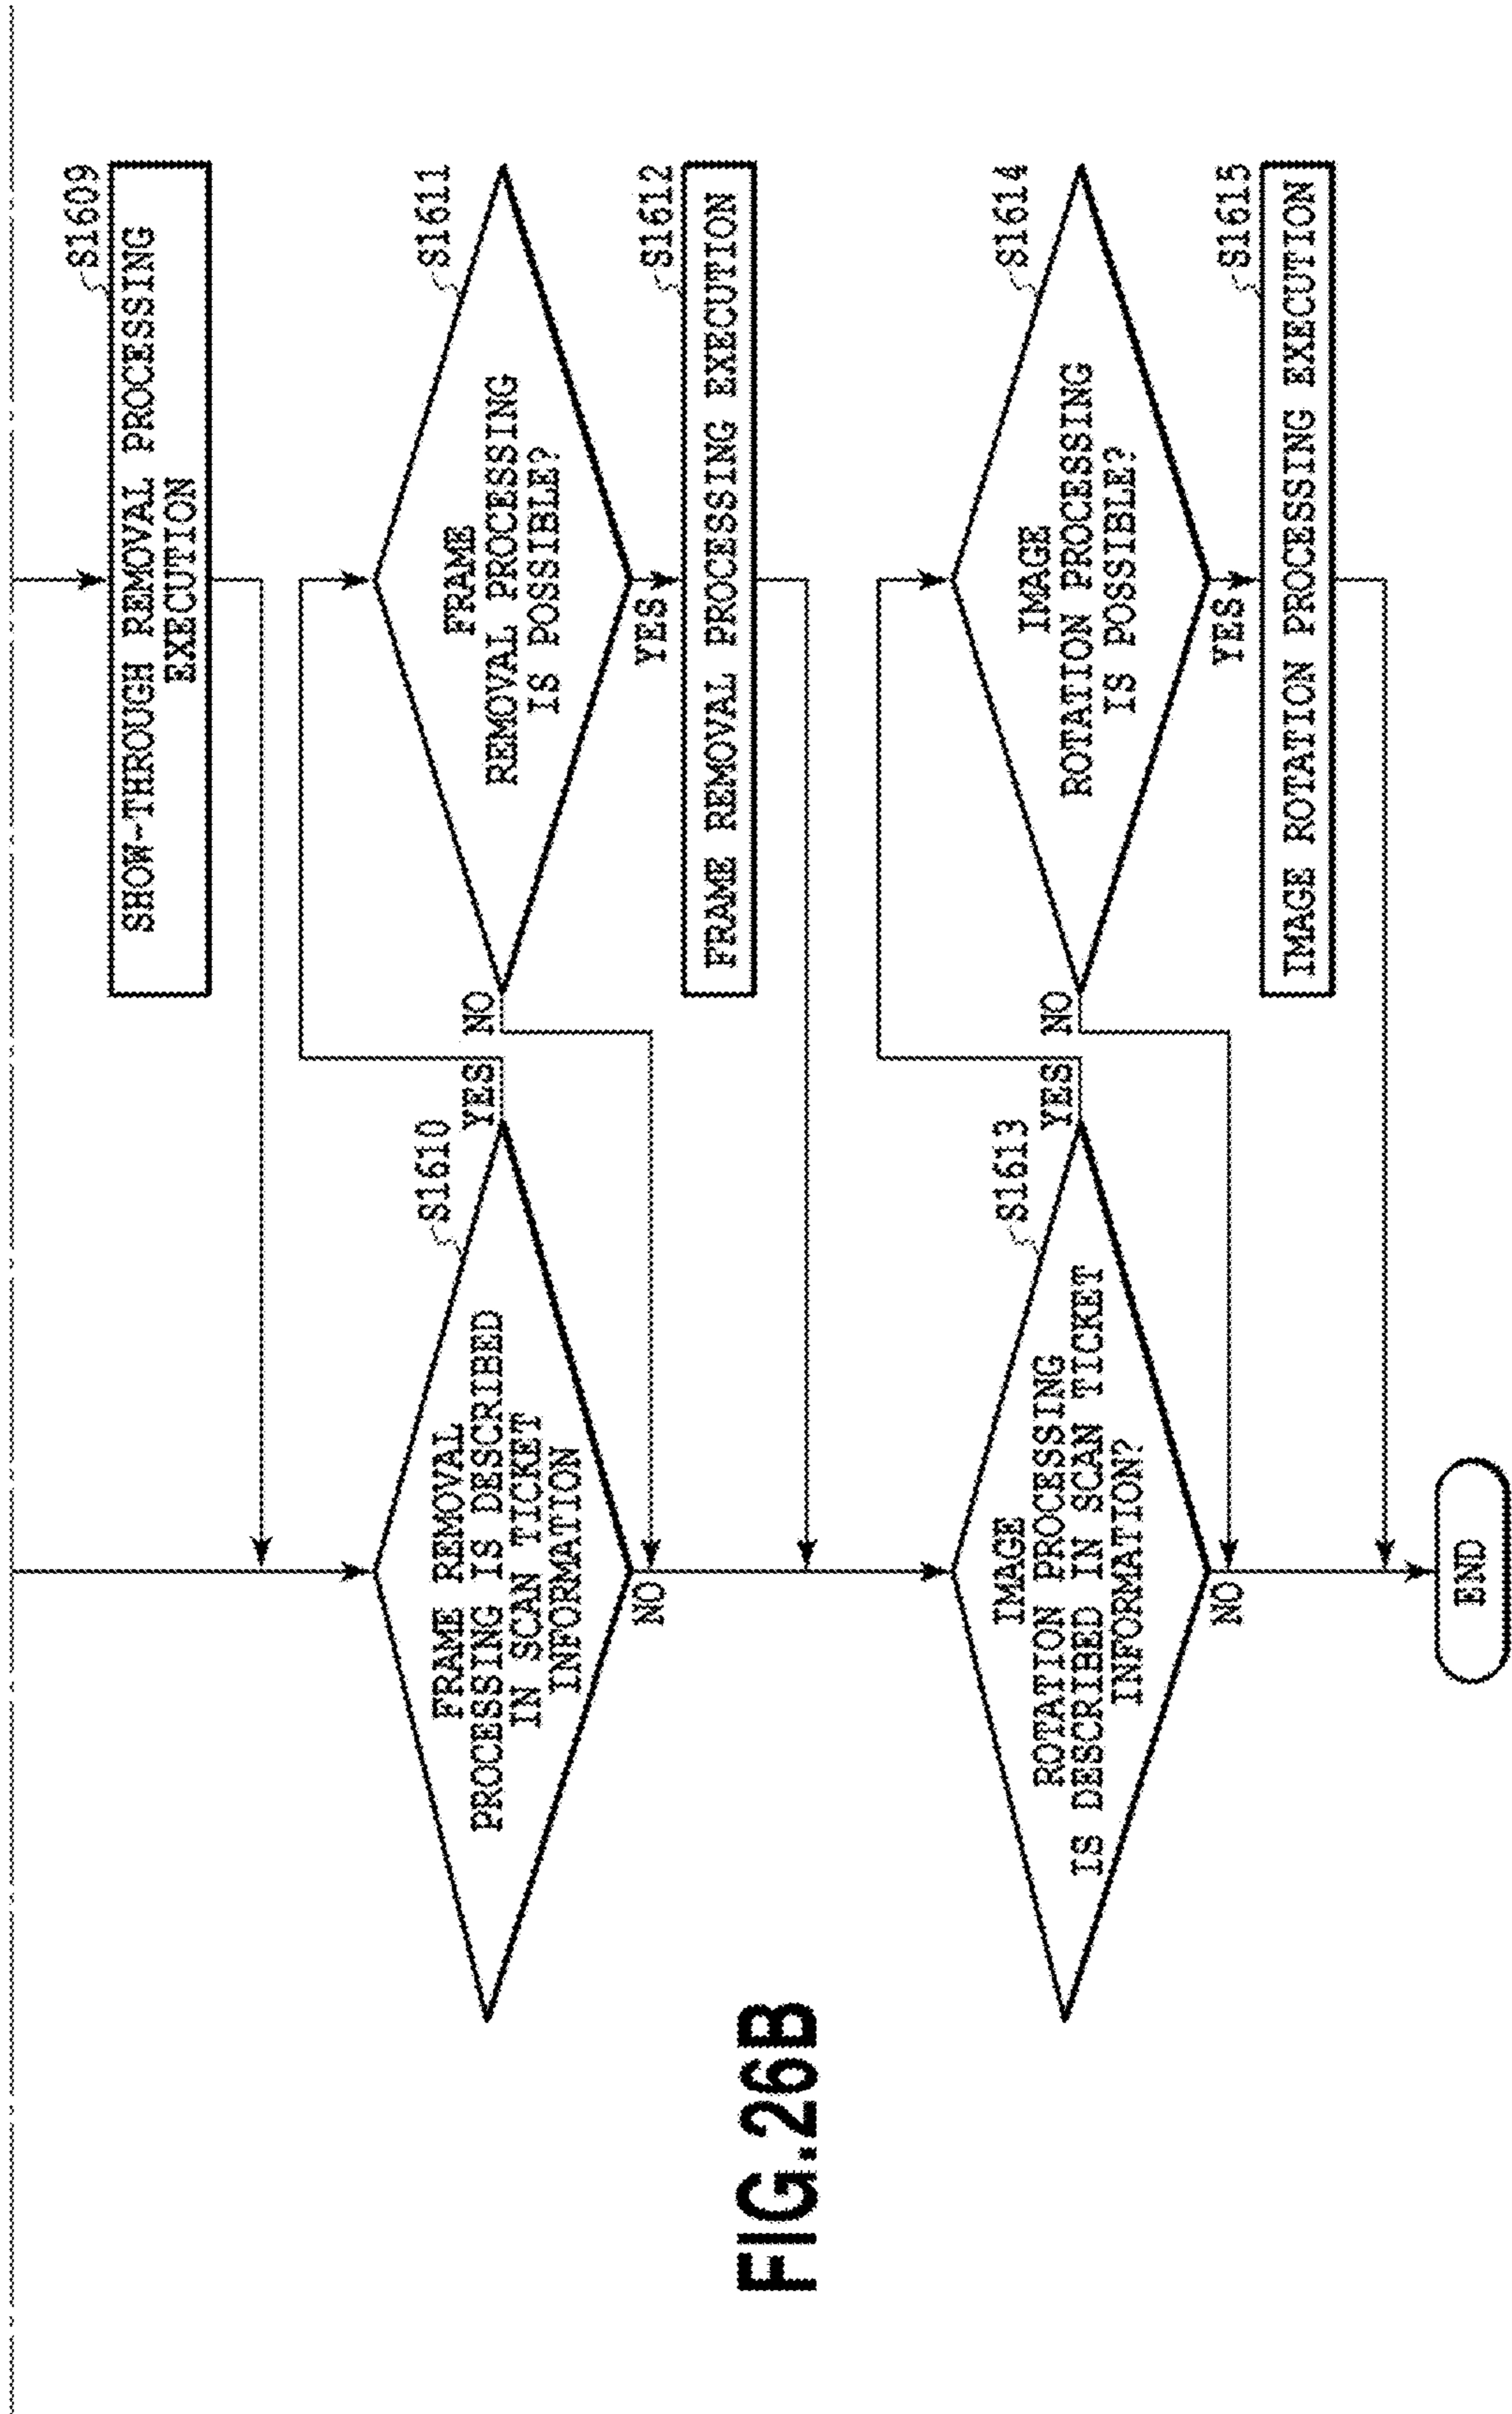 S1609
SHOW-THROUGH REMOVAL PROCESSING
EXECUTION
S1610
FRAME REMOVAL
PROCESSING IS DESCRIBED
IN SCAN TICKET
INFORMATION
YES
NO
S1611
FRAME
REMOVAL PROCESSING
IS POSSIBLE?
NO
YES
S1612
FRAME REMOVAL PROCESSING EXECUTION
S1613
IMAGE
ROTATION PROCESSING
IS DESCRIBED IN SCAN TICKET
INFORMATION?
YES
NO
S1614
IMAGE
ROTATION PROCESSING
IS POSSIBLE?
NO
YES
S1615
IMAGE ROTATION PROCESSING EXECUTION
END
FIG.26B